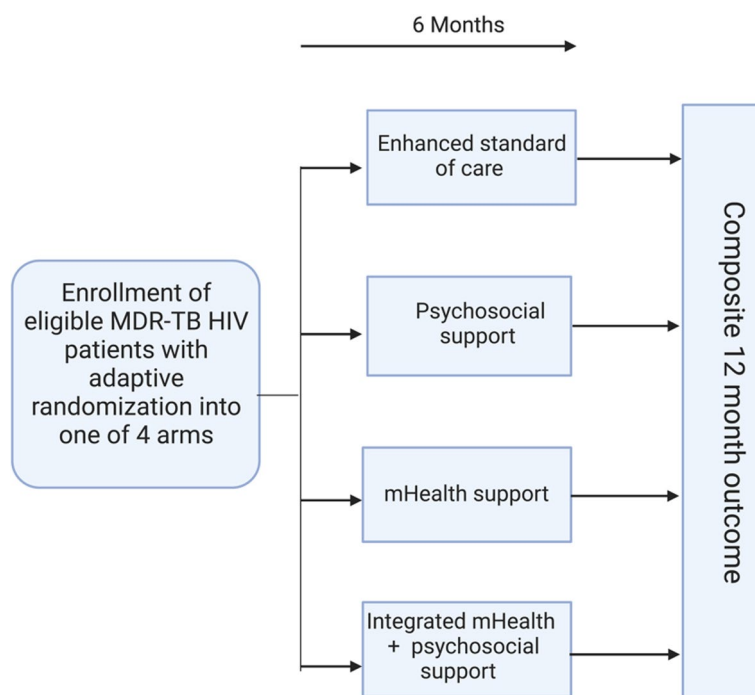 6 Months
Enhanced standard
of care
Enrollment of
eligible MDR-TB HIV
patients with
adaptive
randomization into
one of 4 arms
Psychosocial
support
mHealth support
Integrated mHealth
+ psychosocial
support
Composite 12 month outcome